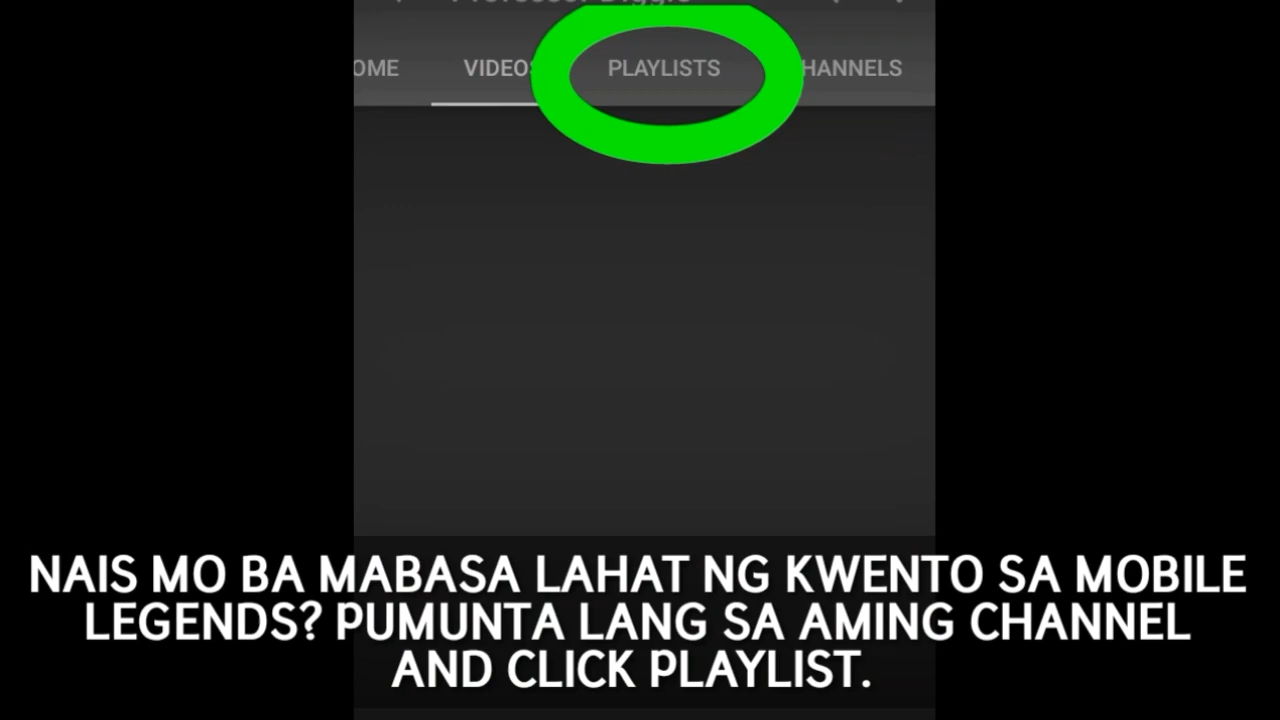 OME VIDEOS PLAYLISTS HANNELS
NAIS MO BA MABASA LAHAT NG KWENTO SA MOBILE
LEGENDS? PUMUNTA LANG SA AMING CHANNEL
AND CLICK PLAYLIST.